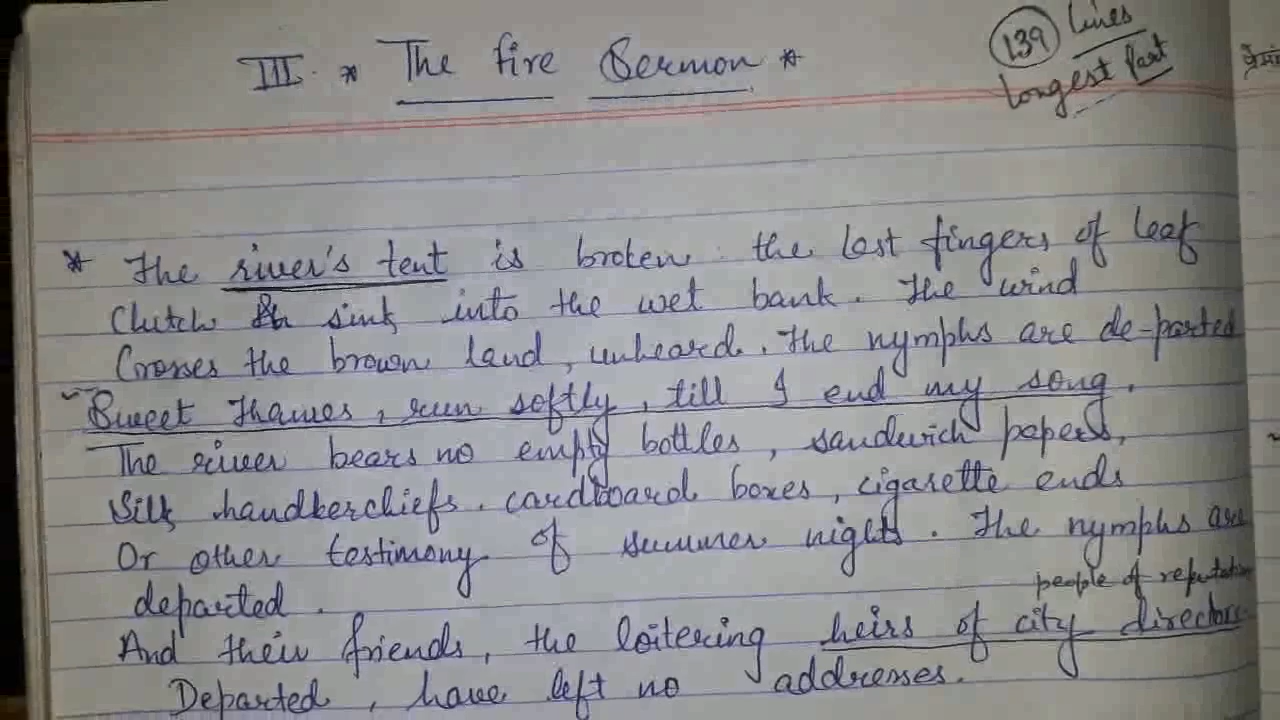 III. * The fire Sermon *
139 lines
longest part
* The river's tent is broken : the last fingers of leaf
Clutch & sink into the wet bank. The wind
Crosses the brown land, unheard. The nymphs are de-parted
Sweet Thames, run softly, till I end my song.
The river bears no empty bottles, sandwich papers,
Silk handkerchiefs. cardboard boxes, cigarette ends
Or other testimony of summer nights. The nymphs are
departed.
people of reputation
And their friends, the loitering heirs of city directors
Departed, have left no addresses.